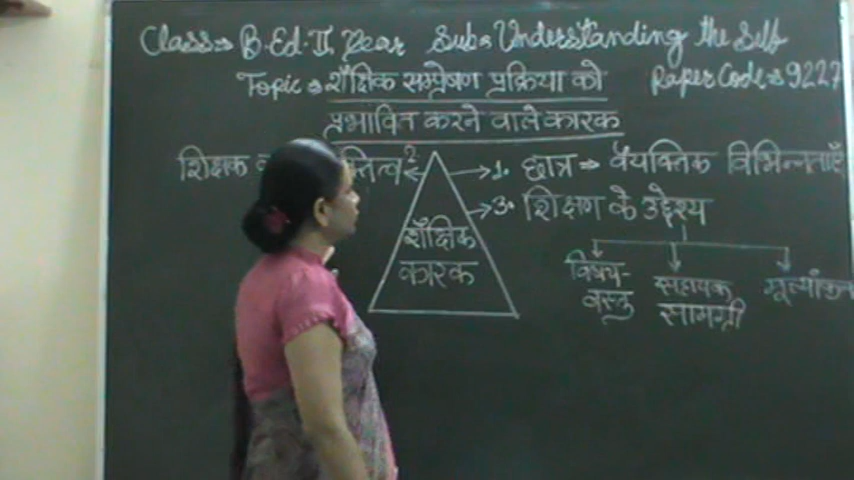 Class⇒ B.Ed. II Year Sub⇒ Understanding the Self
Topic⇒ शैक्षिक सम्प्रेषण प्रक्रिया को Paper Code⇒ 9227
प्रभावित करने वाले कारक
शिक्षक 2 1. छात्र ⇒ वैयक्तिक विभिन्नताएँ
3. शिक्षण के उद्देश्य
शैक्षिक
कारक
विषय- सहायक मूल्यांकन
वस्तु सामग्री